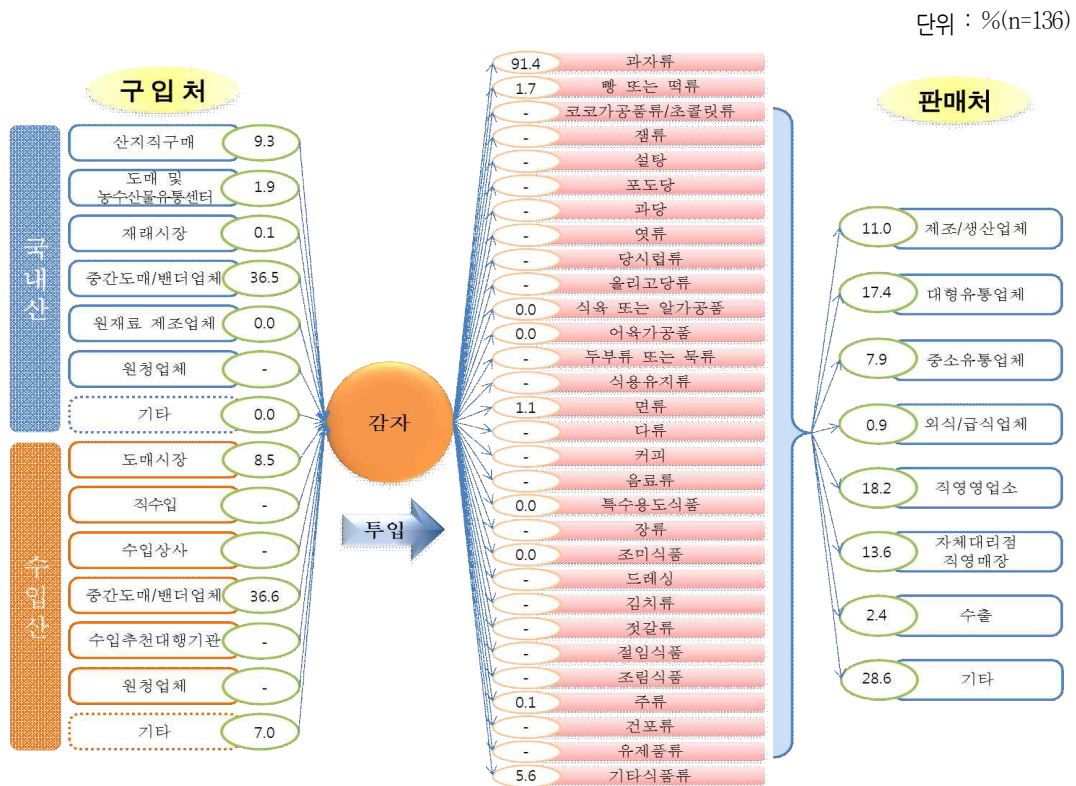 단위 : %(n=136)
구입처
국내산
산지직구매 9.3
도매 및
농수산물유통센터 1.9
재래시장 0.1
중간도매/밴더업체 36.5
원재료 제조업체 0.0
원청업체 -
기타 0.0
수입산
도매시장 8.5
직수입 -
수입상사 -
중간도매/밴더업체 36.6
수입추천대행기관 -
원청업체 -
기타 7.0
감자
투입
91.4 과자류
1.7 빵 또는 떡류
- 코코가공품류/초콜릿류
- 잼류
- 설탕
- 포도당
- 과당
- 엿류
- 당시럽류
- 올리고당류
0.0 식육 또는 알가공품
0.0 어육가공품
- 두부류 또는 묵류
- 식용유지류
1.1 면류
- 다류
- 커피
- 음료류
0.0 특수용도식품
- 장류
0.0 조미식품
- 드레싱
- 김치류
- 젓갈류
- 절임식품
- 조림식품
0.1 주류
- 건포류
- 유제품류
5.6 기타식품류
판매처
11.0 제조/생산업체
17.4 대형유통업체
7.9 중소유통업체
0.9 외식/급식업체
18.2 직영영업소
13.6 자체대리점
직영매장
2.4 수출
28.6 기타